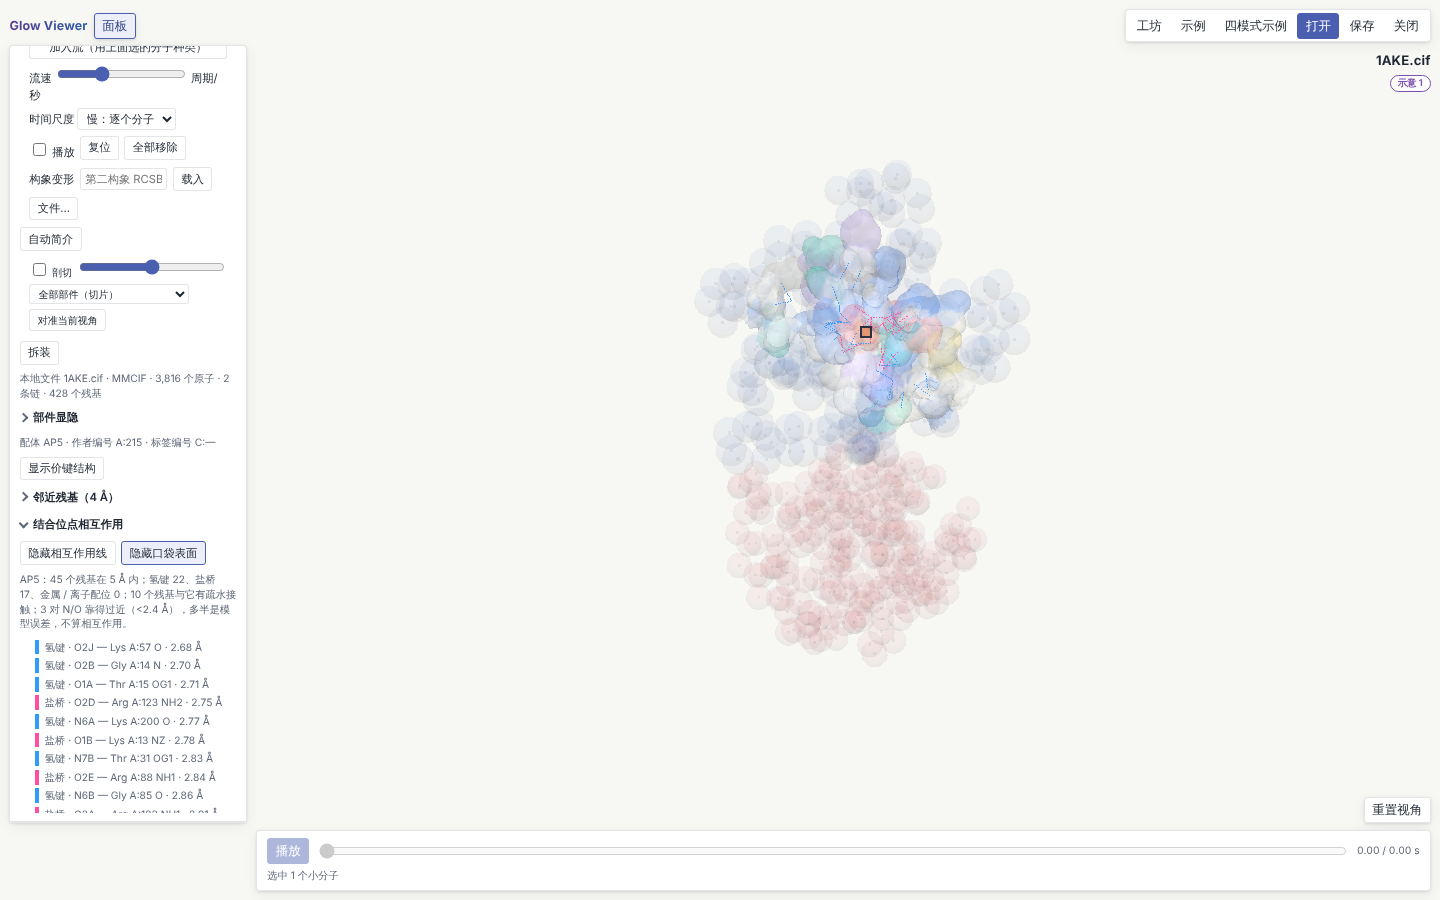 Glow Viewer
面板
工坊
示例
四模式示例
打开
保存
关闭
1AKE.cif
示意 1
加入流（用上面选的分子种类）
流速
周期/
秒
时间尺度
慢：逐个分子
播放
复位
全部移除
构象变形
第二构象 RCSB
载入
文件...
自动简介
剖切
全部部件（切片）
对准当前视角
拆装
本地文件 1AKE.cif · MMCIF · 3,816 个原子 · 2
条链 · 428 个残基
部件显隐
配体 AP5 · 作者编号 A:215 · 标签编号 C:—
显示价键结构
邻近残基（4 Å）
结合位点相互作用
隐藏相互作用线
隐藏口袋表面
AP5：45 个残基在 5 Å 内；氢键 22、盐桥
17、金属 / 离子配位 0；10 个残基与它有疏水接
触；3 对 N/O 靠得过近（<2.4 Å），多半是模
型误差，不算相互作用。
氢键 · O2J — Lys A:57 O · 2.68 Å
氢键 · O2B — Gly A:14 N · 2.70 Å
氢键 · O1A — Thr A:15 OG1 · 2.71 Å
盐桥 · O2D — Arg A:123 NH2 · 2.75 Å
氢键 · N6A — Lys A:200 O · 2.77 Å
盐桥 · O1B — Lys A:13 NZ · 2.78 Å
氢键 · N7B — Thr A:31 OG1 · 2.83 Å
盐桥 · O2E — Arg A:88 NH1 · 2.84 Å
氢键 · N6B — Gly A:85 O · 2.86 Å
重置视角
播放
0.00 / 0.00 s
选中 1 个小分子